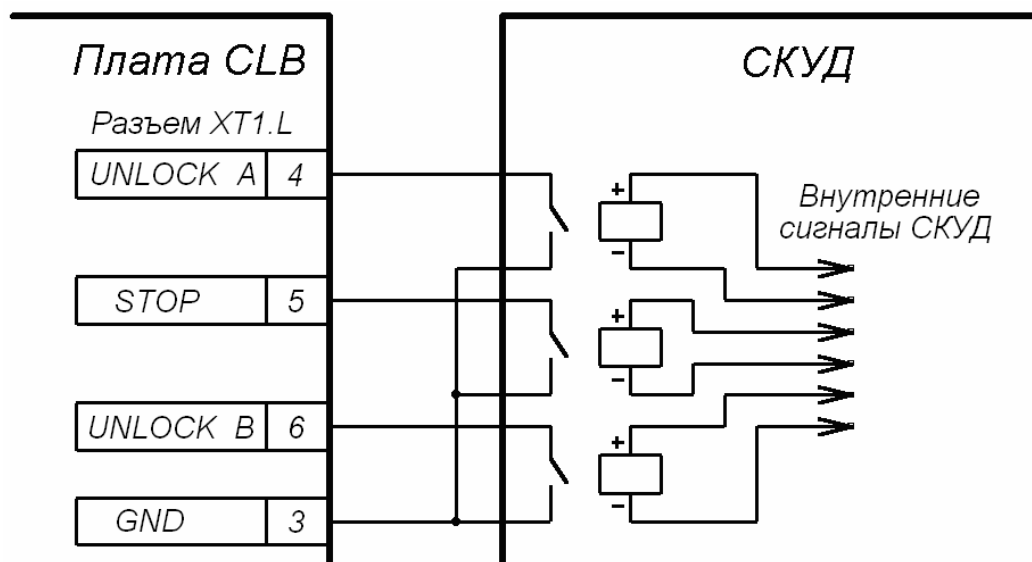 Плата CLB
СКУД
Разъем XT1.L
UNLOCK A 4
STOP 5
UNLOCK B 6
GND 3
+
−
+
−
+
−
Внутренние
сигналы СКУД